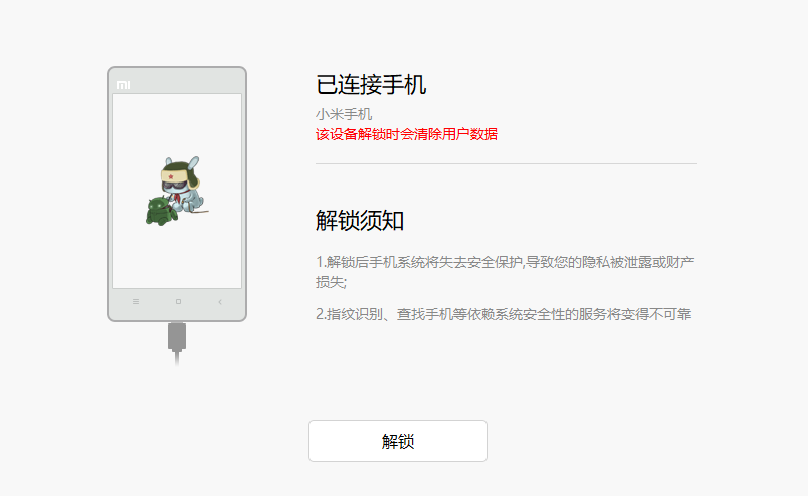 MI
已连接手机
小米手机
该设备解锁时会清除用户数据
解锁须知
1.解锁后手机系统将失去安全保护,导致您的隐私被泄露或财产
损失;
2.指纹识别、查找手机等依赖系统安全性的服务将变得不可靠
解锁